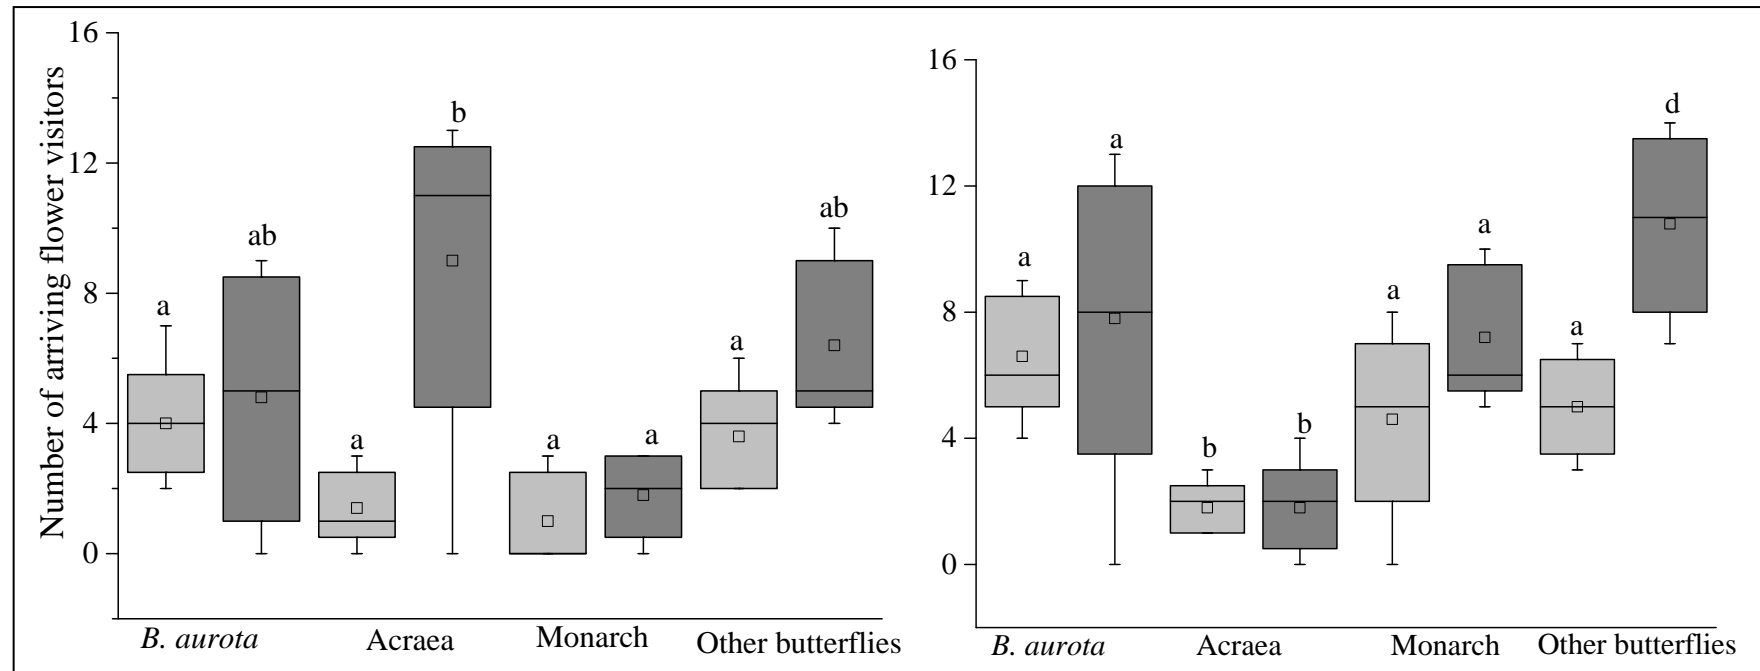 Number of arriving flower visitors
16
12
8
4
0
a
ab
a
b
a
a
a
ab
B. aurota
Acraea
Monarch
Other butterflies
16
12
8
4
0
a
a
b
b
a
a
a
d
B. aurota
Acraea
Monarch
Other butterflies